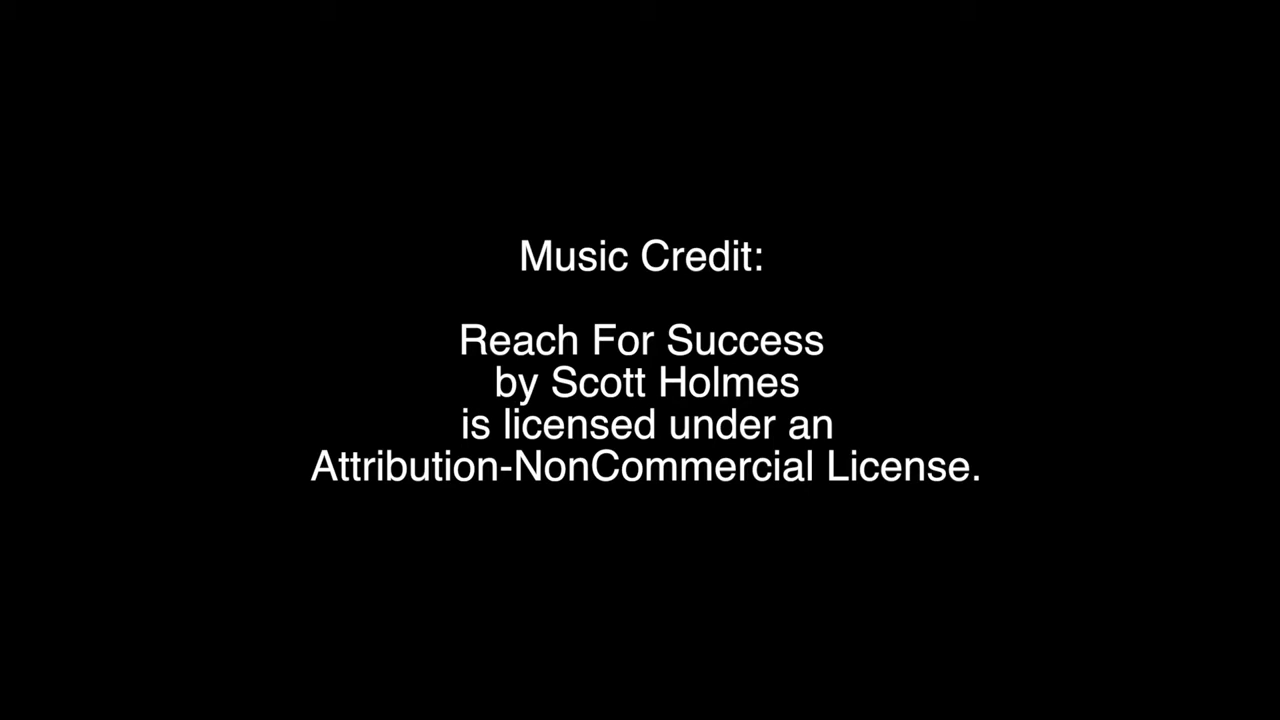 Music Credit:
Reach For Success
by Scott Holmes
is licensed under an
Attribution-NonCommercial License.